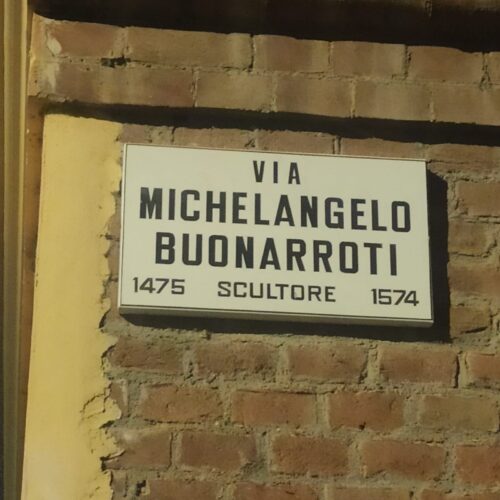 VIA
MICHELANGELO
BUONARROTI
1475 SCULTORE 1574